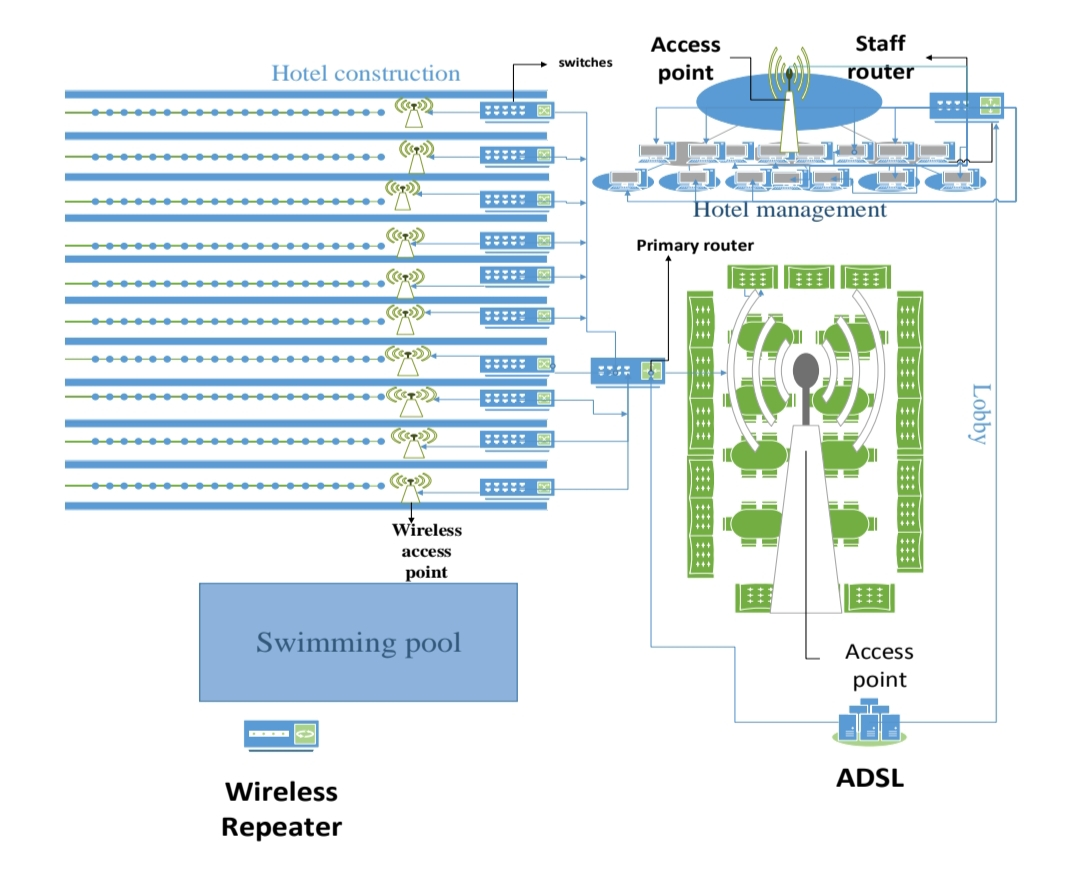 Access
point
Staff
router
switches
Hotel construction
Hotel management
Primary router
Lobby
Wireless
access
point
Swimming pool
Access
point
ADSL
Wireless
Repeater